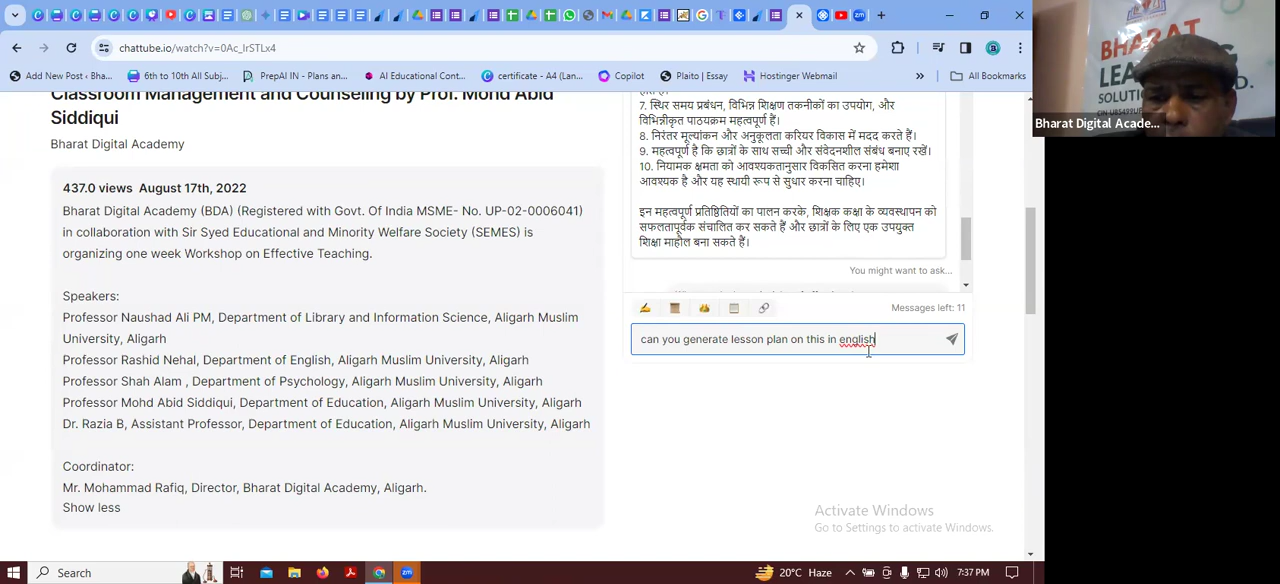 chattube.io/watch?v=0Ac_IrSTLx4
Add New Post ‹ Bha...
6th to 10th All Subj...
PrepAI IN - Plans an...
AI Educational Cont...
certificate - A4 (Lan...
Copilot
Plaito | Essay
Hostinger Webmail
»
All Bookmarks
Classroom Management and Counseling by Prof. Mohd Abid
Siddiqui
Bharat Digital Academy
437.0 views August 17th, 2022
Bharat Digital Academy (BDA) (Registered with Govt. Of India MSME- No. UP-02-0006041)
in collaboration with Sir Syed Educational and Minority Welfare Society (SEMES) is
organizing one week Workshop on Effective Teaching.
Speakers:
Professor Naushad Ali PM, Department of Library and Information Science, Aligarh Muslim
University, Aligarh
Professor Rashid Nehal, Department of English, Aligarh Muslim University, Aligarh
Professor Shah Alam , Department of Psychology, Aligarh Muslim University, Aligarh
Professor Mohd Abid Siddiqui, Department of Education, Aligarh Muslim University, Aligarh
Dr. Razia B, Assistant Professor, Department of Education, Aligarh Muslim University, Aligarh
Coordinator:
Mr. Mohammad Rafiq, Director, Bharat Digital Academy, Aligarh.
Show less
7. स्थिर समय प्रबंधन, विभिन्न शिक्षण तकनीकों का उपयोग, और
विभिन्नीकृत पाठ्यक्रम महत्वपूर्ण हैं।
8. निरंतर मूल्यांकन और अनुकूलता करियर विकास में मदद करते हैं।
9. महत्वपूर्ण है कि छात्रों के साथ सच्ची और संवेदनशील संबंध बनाए रखें।
10. नियामक क्षमता को आवश्यकतानुसार विकसित करना हमेशा
आवश्यक है और यह स्थायी रूप से सुधार करना चाहिए।
इन महत्वपूर्ण प्रतिष्ठितियों का पालन करके, शिक्षक कक्षा के व्यवस्थापन को
सफलतापूर्वक संचालित कर सकते हैं और छात्रों के लिए एक उपयुक्त
शिक्षा माहौल बना सकते हैं।
You might want to ask...
Messages left: 11
can you generate lesson plan on this in english
Activate Windows
Go to Settings to activate Windows.
BHARAT
Bharat Digital Acade...
Search
20°C Haze
7:37 PM